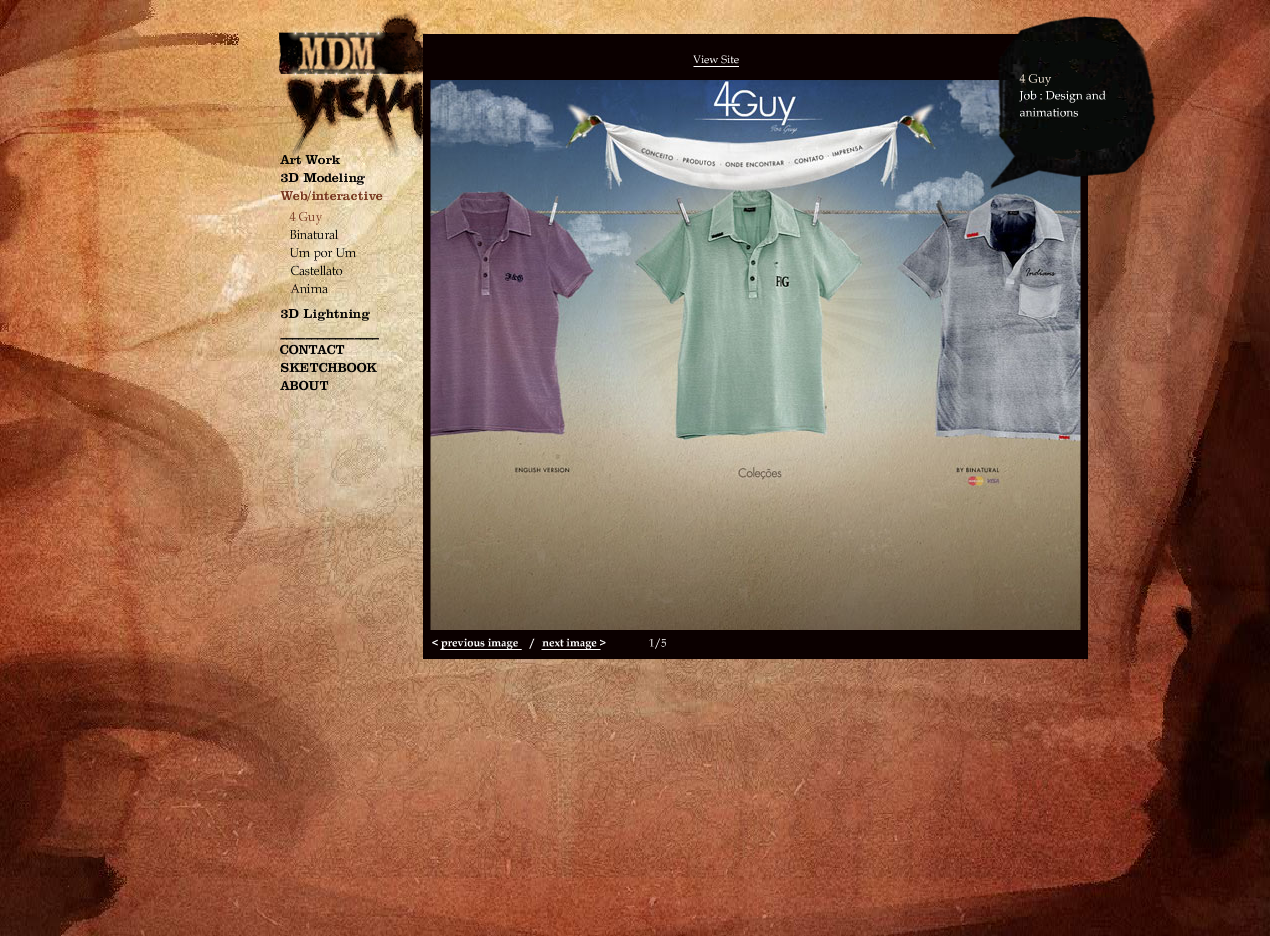 MDM
DREAM
Art Work
3D Modeling
Web/interactive
4 Guy
Binatural
Um por Um
Castellato
Anima
3D Lightning
CONTACT
SKETCHBOOK
ABOUT
View Site
4 Guy
Job : Design and
animations
4Guy
CONCEITO · PRODUTOS · ONDE ENCONTRAR · CONTATO · IMPRENSA
RG
Indians
ENGLISH VERSION
Coleções
BY BINATURAL
VISA
< previous image / next image >
1/5